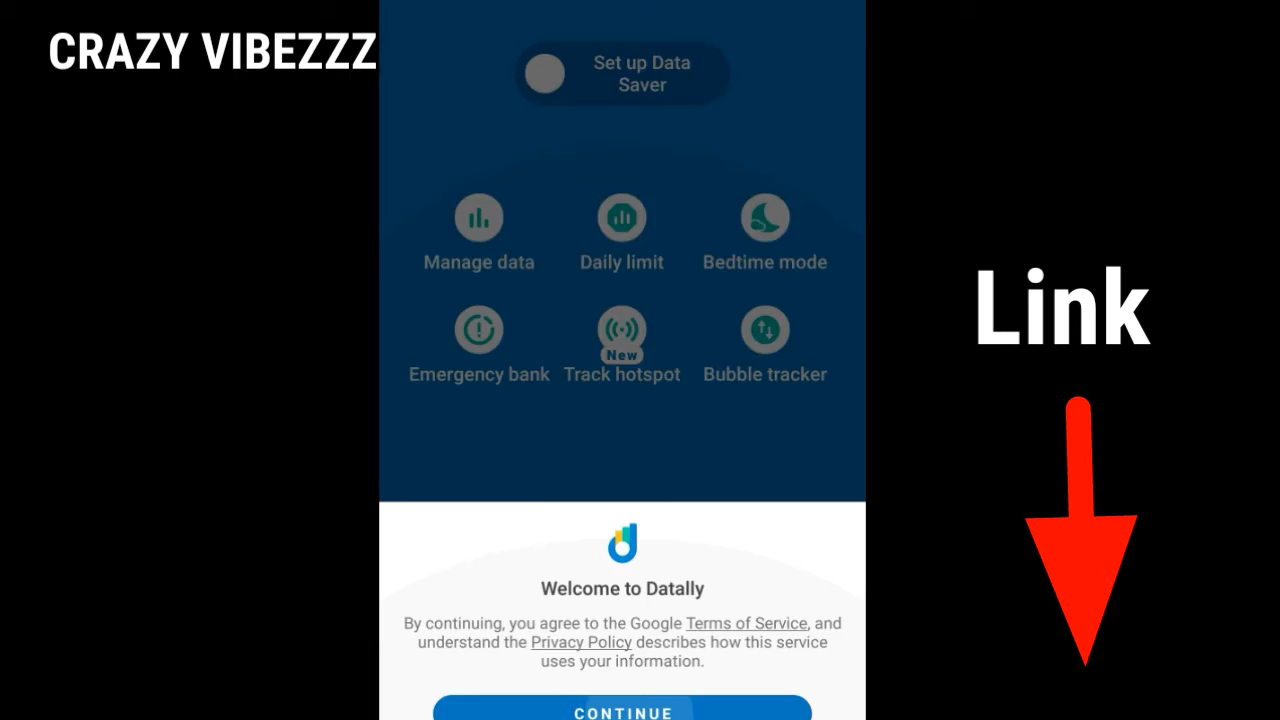 CRAZY VIBEZZZ
Set up Data
Saver
Manage data
Daily limit
Bedtime mode
Emergency bank
New
Track hotspot
Bubble tracker
Link
Welcome to Datally
By continuing, you agree to the Google Terms of Service, and
understand the Privacy Policy describes how this service
uses your information.
CONTINUE